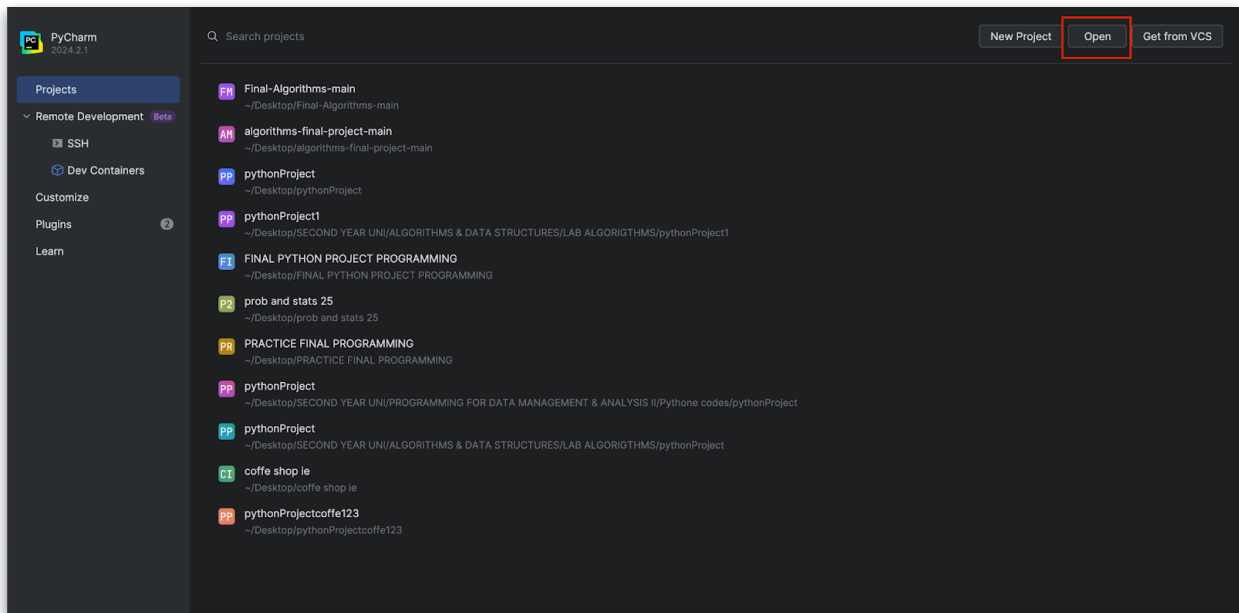 PyCharm
2024.2.1
Search projects
New Project
Open
Get from VCS
Projects
Remote Development Beta
SSH
Dev Containers
Customize
Plugins 2
Learn
FM Final-Algorithms-main
~/Desktop/Final-Algorithms-main
AM algorithms-final-project-main
~/Desktop/algorithms-final-project-main
PP pythonProject
~/Desktop/pythonProject
PP pythonProject1
~/Desktop/SECOND YEAR UNI/ALGORITHMS & DATA STRUCTURES/LAB ALGORIGTHMS/pythonProject1
FI FINAL PYTHON PROJECT PROGRAMMING
~/Desktop/FINAL PYTHON PROJECT PROGRAMMING
P2 prob and stats 25
~/Desktop/prob and stats 25
PR PRACTICE FINAL PROGRAMMING
~/Desktop/PRACTICE FINAL PROGRAMMING
PP pythonProject
~/Desktop/SECOND YEAR UNI/PROGRAMMING FOR DATA MANAGEMENT & ANALYSIS II/Pythone codes/pythonProject
PP pythonProject
~/Desktop/SECOND YEAR UNI/ALGORITHMS & DATA STRUCTURES/LAB ALGORIGTHMS/pythonProject
CI coffe shop ie
~/Desktop/coffe shop ie
PP pythonProjectcoffe123
~/Desktop/pythonProjectcoffe123